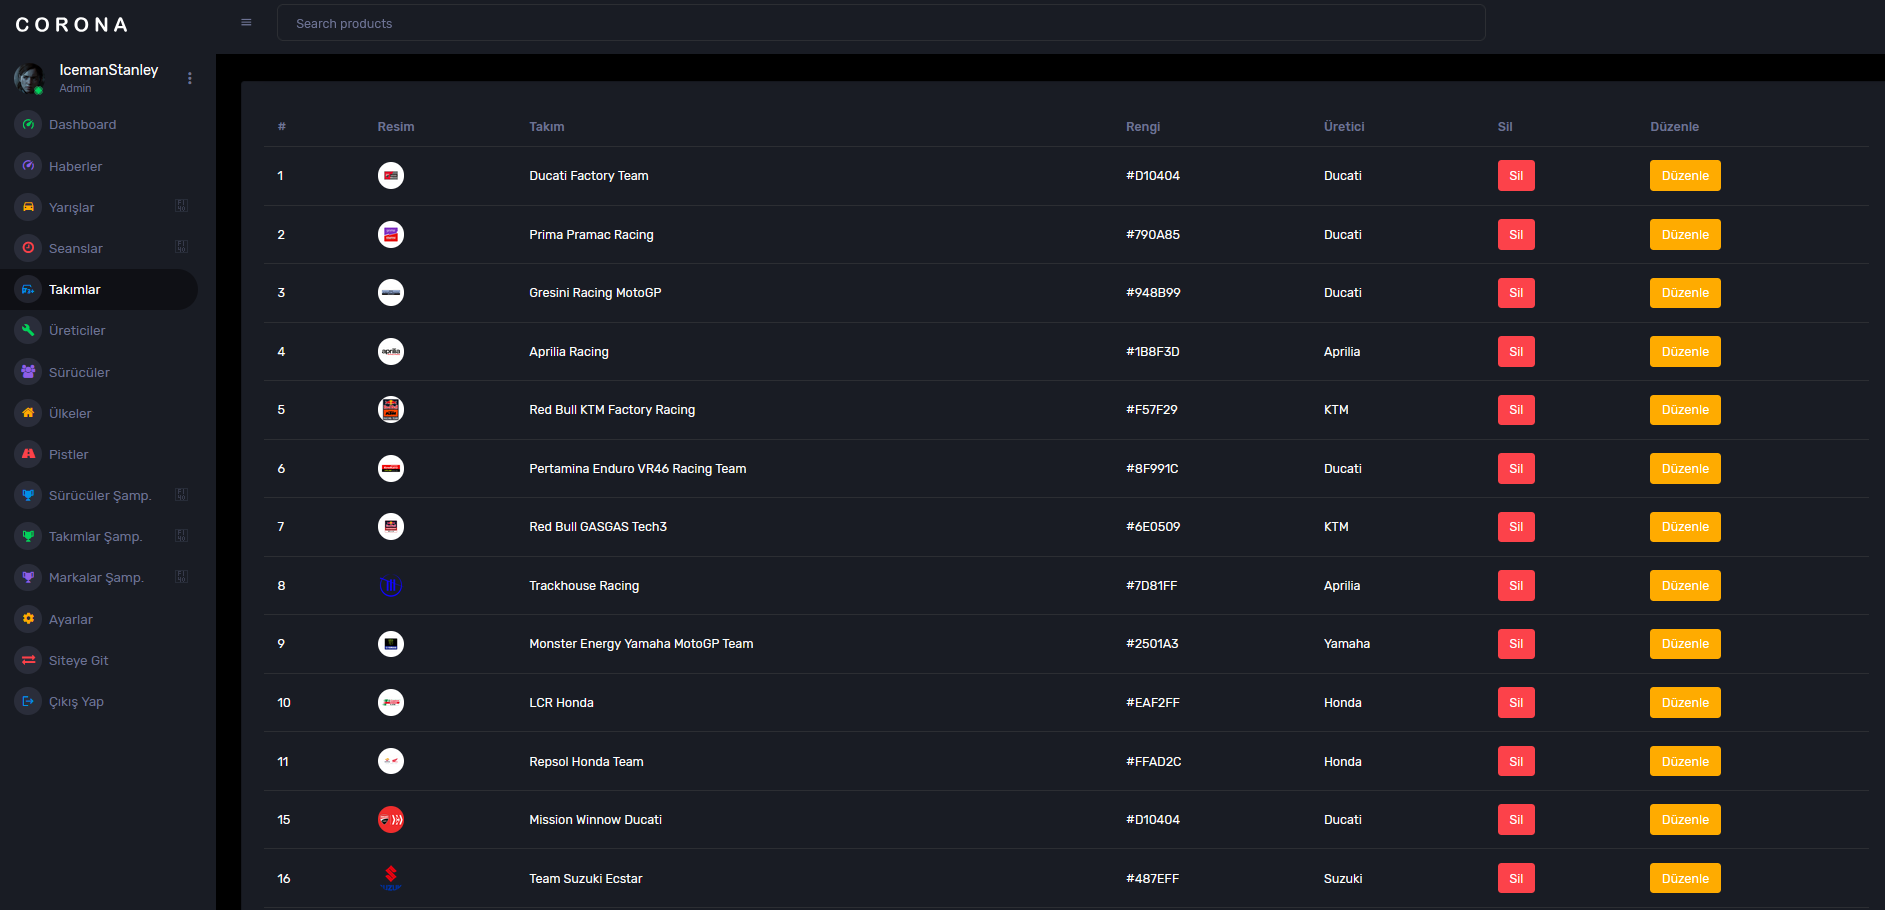 CORONA
Search products
IcemanStanley
Admin
Dashboard
Haberler
Yarışlar
Seanslar
Takımlar
Üreticiler
Sürücüler
Ülkeler
Pistler
Sürücüler Şamp.
Takımlar Şamp.
Markalar Şamp.
Ayarlar
Siteye Git
Çıkış Yap
# Resim Takım Rengi Üretici Sil Düzenle
1 Ducati Factory Team #D10404 Ducati Sil Düzenle
2 Prima Pramac Racing #790A85 Ducati Sil Düzenle
3 Gresini Racing MotoGP #948B99 Ducati Sil Düzenle
4 aprilia Aprilia Racing #1B8F3D Aprilia Sil Düzenle
5 Red Bull KTM Factory Racing #F57F29 KTM Sil Düzenle
6 Pertamina Enduro VR46 Racing Team #8F991C Ducati Sil Düzenle
7 Red Bull GASGAS Tech3 #6E0509 KTM Sil Düzenle
8 Trackhouse Racing #7D81FF Aprilia Sil Düzenle
9 Monster Energy Yamaha MotoGP Team #2501A3 Yamaha Sil Düzenle
10 LCR Honda #EAF2FF Honda Sil Düzenle
11 Repsol Honda Team #FFAD2C Honda Sil Düzenle
15 Mission Winnow Ducati #D10404 Ducati Sil Düzenle
16 Team Suzuki Ecstar #487EFF Suzuki Sil Düzenle